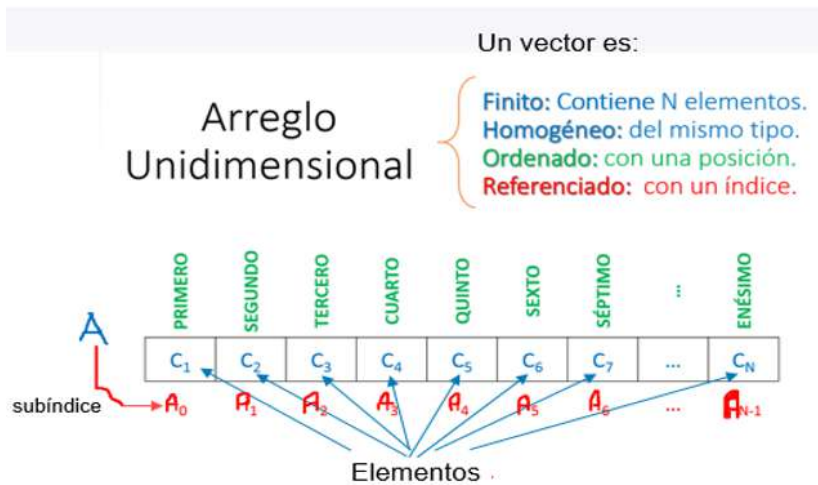 Un vector es:
Arreglo
Unidimensional
Finito: Contiene N elementos.
Homogéneo: del mismo tipo.
Ordenado: con una posición.
Referenciado: con un índice.
PRIMERO SEGUNDO TERCERO CUARTO QUINTO SEXTO SÉPTIMO ... ENÉSIMO
A
C1 C2 C3 C4 C5 C6 C7 ... CN
subíndice A0 A1 A2 A3 A4 A5 A6 ... AN-1
Elementos .